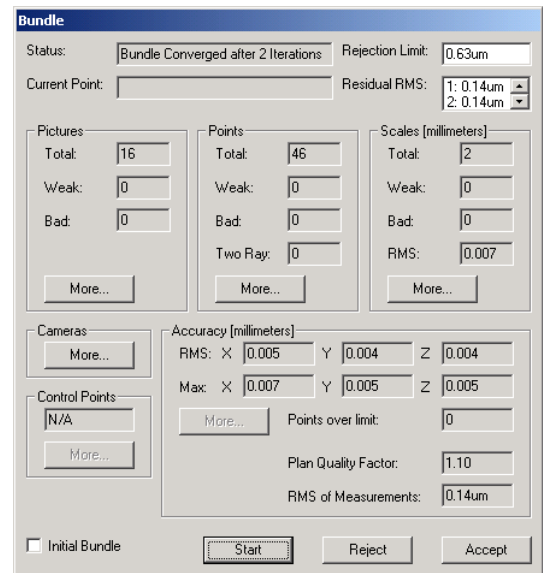 Bundle
Status: Bundle Converged after 2 Iterations Rejection Limit: 0.63um
Current Point: Residual RMS: 1: 0.14um
2: 0.14um
Pictures Points Scales [millimeters]
Total: 16 Total: 46 Total: 2
Weak: 0 Weak: 0 Weak: 0
Bad: 0 Bad: 0 Bad: 0
Two Ray: 0 RMS: 0.007
More... More... More...
Cameras Accuracy [millimeters]
More... RMS: X 0.005 Y 0.004 Z 0.004
Max: X 0.007 Y 0.005 Z 0.005
Control Points
N/A More... Points over limit: 0
More... Plan Quality Factor: 1.10
RMS of Measurements: 0.14um
Initial Bundle Start Reject Accept